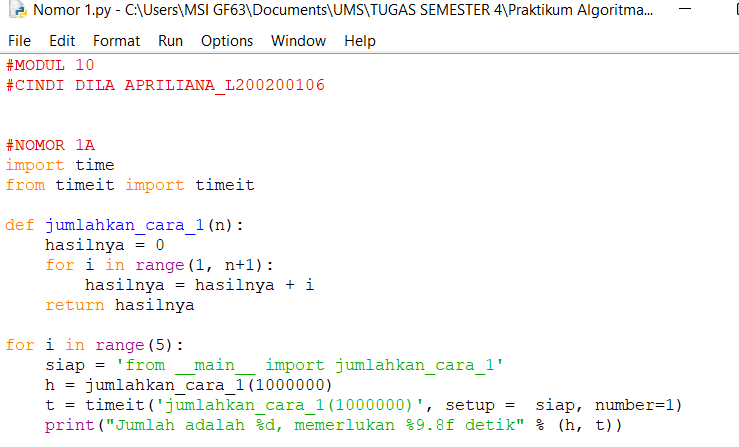 Nomor 1.py - C:\Users\MSI GF63\Documents\UMS\TUGAS SEMESTER 4\Praktikum Algoritma...
File Edit Format Run Options Window Help
#MODUL 10
#CINDI DILA APRILIANA_L200200106
#NOMOR 1A
import time
from timeit import timeit
def jumlahkan_cara_1(n):
    hasilnya = 0
    for i in range(1, n+1):
        hasilnya = hasilnya + i
    return hasilnya
for i in range(5):
    siap = 'from __main__ import jumlahkan_cara_1'
    h = jumlahkan_cara_1(1000000)
    t = timeit('jumlahkan_cara_1(1000000)', setup =  siap, number=1)
    print("Jumlah adalah %d, memerlukan %9.8f detik" % (h, t))